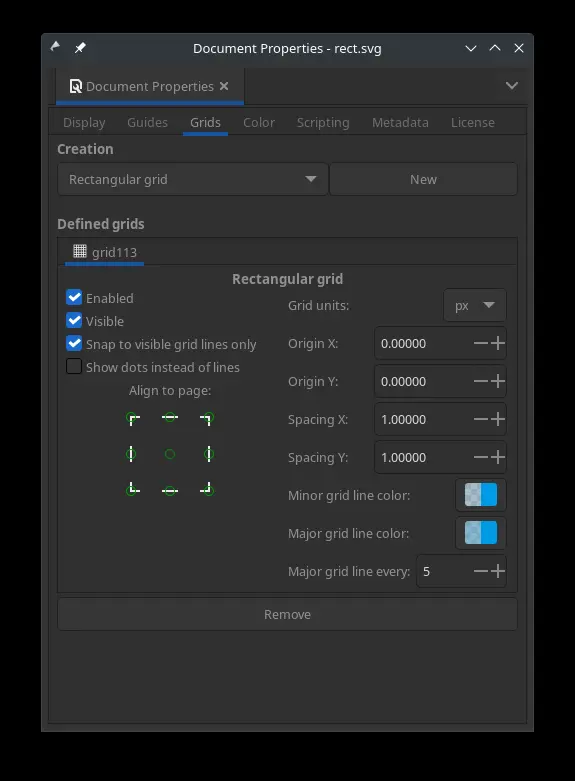 Document Properties - rect.svg
Document Properties
Display Guides Grids Color Scripting Metadata License
Creation
Rectangular grid New
Defined grids
grid113
Rectangular grid
Enabled
Visible
Snap to visible grid lines only
Show dots instead of lines
Align to page:
Grid units: px
Origin X: 0.00000
Origin Y: 0.00000
Spacing X: 1.00000
Spacing Y: 1.00000
Minor grid line color:
Major grid line color:
Major grid line every: 5
Remove